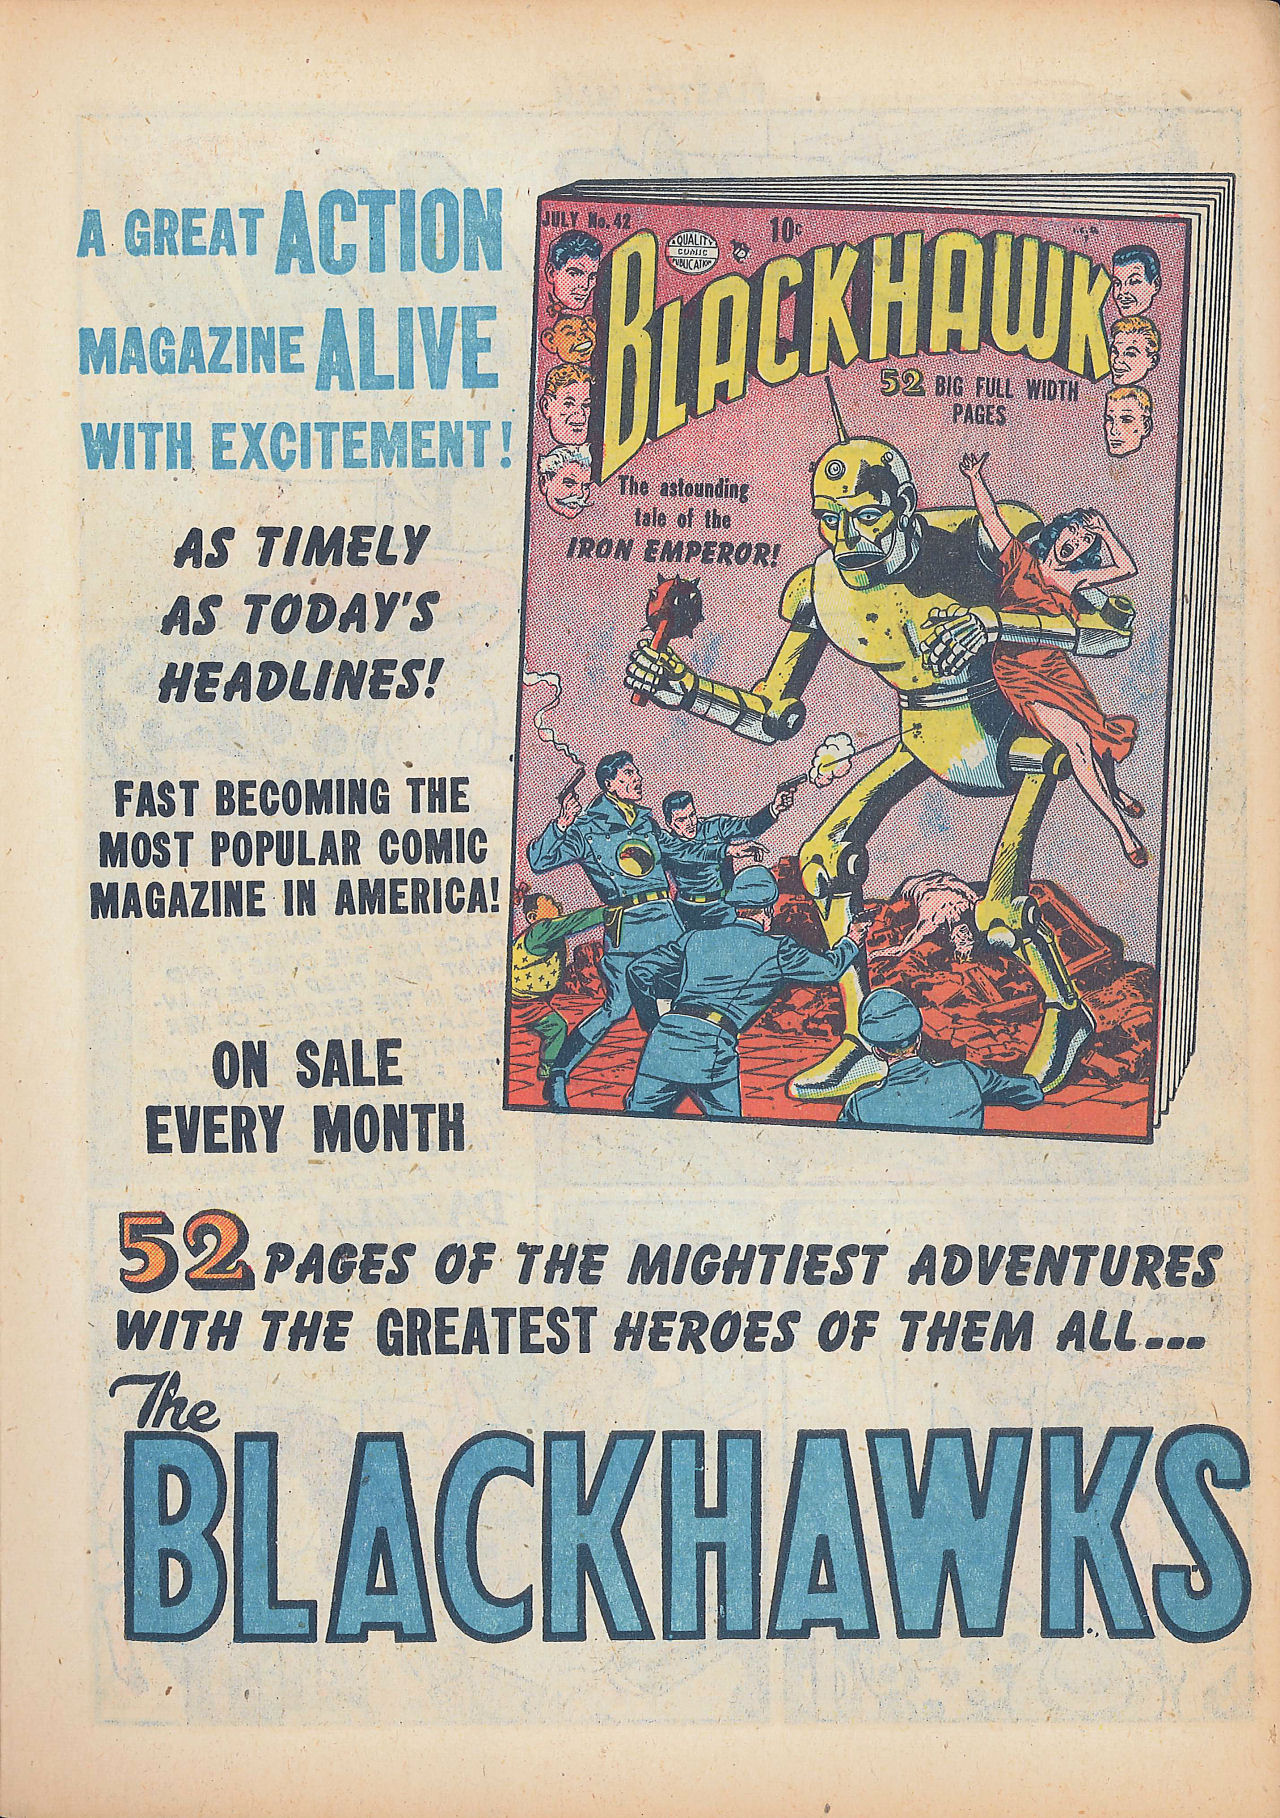 A GREAT ACTION
MAGAZINE ALIVE
WITH EXCITEMENT!
AS TIMELY
AS TODAY'S
HEADLINES!
FAST BECOMING THE
MOST POPULAR COMIC
MAGAZINE IN AMERICA!
ON SALE
EVERY MONTH
JULY No. 42
QUALITY
COMIC
PUBLICATION
10¢
BLACKHAWK
52 BIG FULL WIDTH
PAGES
The astounding
tale of the
IRON EMPEROR!
52 PAGES OF THE MIGHTIEST ADVENTURES
WITH THE GREATEST HEROES OF THEM ALL---
The
BLACKHAWKS